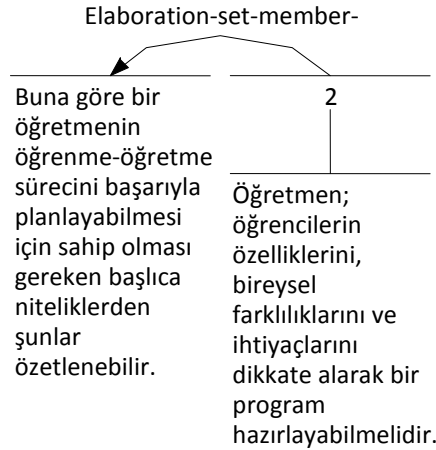 Elaboration-set-member-
Buna göre bir
öğretmenin
öğrenme-öğretme
sürecini başarıyla
planlayabilmesi
için sahip olması
gereken başlıca
niteliklerden
şunlar
özetlenebilir.
2
Öğretmen;
öğrencilerin
özelliklerini,
bireysel
farklılıklarını ve
ihtiyaçlarını
dikkate alarak bir
program
hazırlayabilmelidir.